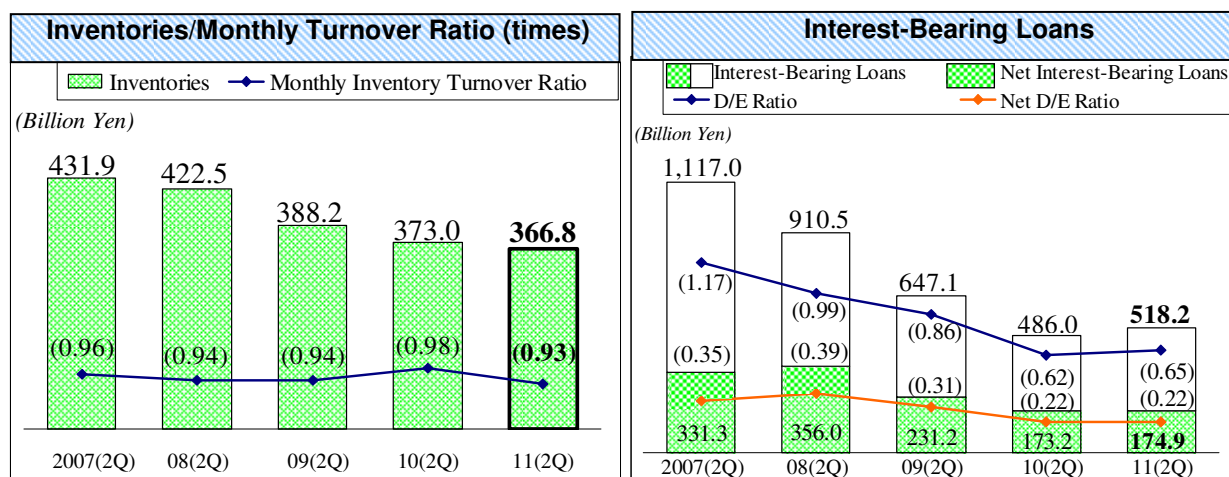 Inventories/Monthly Turnover Ratio (times)
Inventories
Monthly Inventory Turnover Ratio
(Billion Yen)
431.9
422.5
388.2
373.0
366.8
(0.96)
(0.94)
(0.94)
(0.98)
(0.93)
2007(2Q)
08(2Q)
09(2Q)
10(2Q)
11(2Q)
Interest-Bearing Loans
Interest-Bearing Loans
Net Interest-Bearing Loans
D/E Ratio
Net D/E Ratio
(Billion Yen)
1,117.0
910.5
647.1
486.0
518.2
(1.17)
(0.99)
(0.86)
(0.62)
(0.65)
(0.35)
(0.39)
(0.31)
(0.22)
(0.22)
331.3
356.0
231.2
173.2
174.9
2007(2Q)
08(2Q)
09(2Q)
10(2Q)
11(2Q)